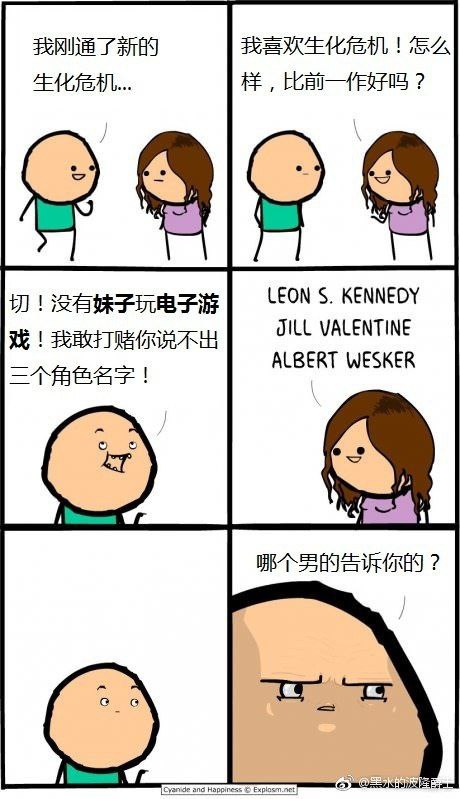 我刚通了新的
生化危机...
我喜欢生化危机！怎么
样，比前一作好吗？
切！没有妹子玩电子游
戏！我敢打赌你说不出
三个角色名字！
LEON S. KENNEDY
JILL VALENTINE
ALBERT WESKER
哪个男的告诉你的？
Cyanide and Happiness © Explosm.net
@黑水的波隆爵士